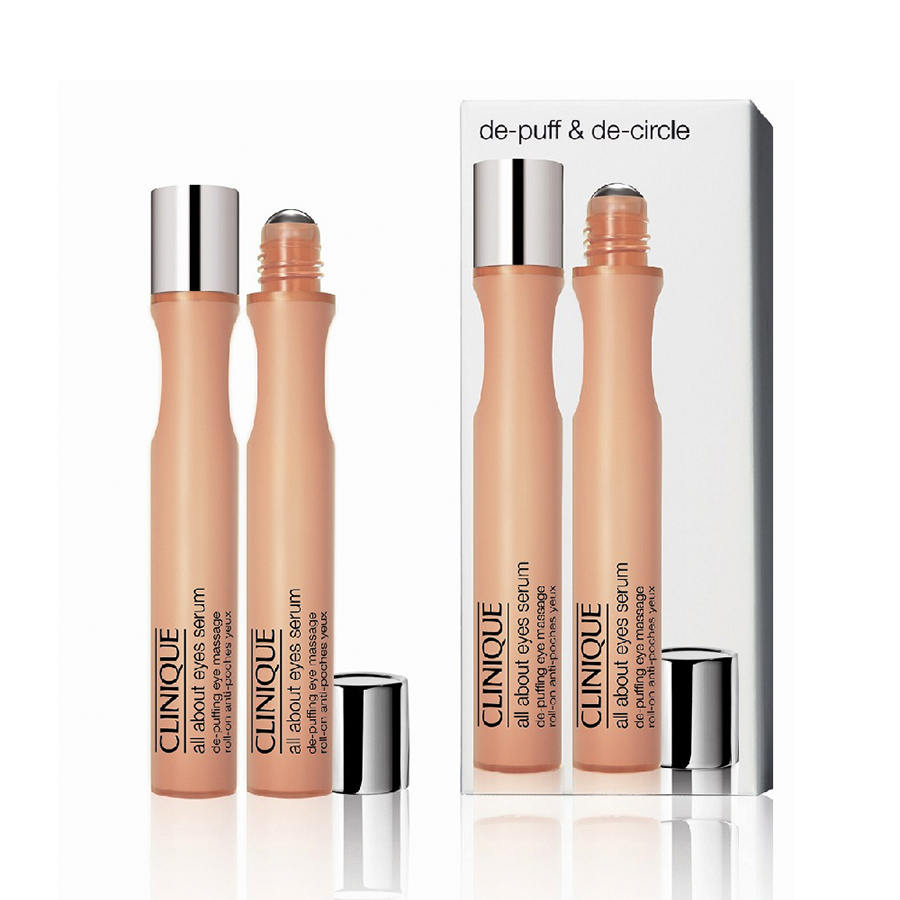 CLINIQUE
all about eyes serum
de-puffing eye massage
roll-on anti-poches yeux
CLINIQUE
all about eyes serum
de-puffing eye massage
roll-on anti-poches yeux
de-puff & de-circle
CLINIQUE
all about eyes serum
de-puffing eye massage
roll-on anti-poches yeux
CLINIQUE
all about eyes serum
de-puffing eye massage
roll-on anti-poches yeux